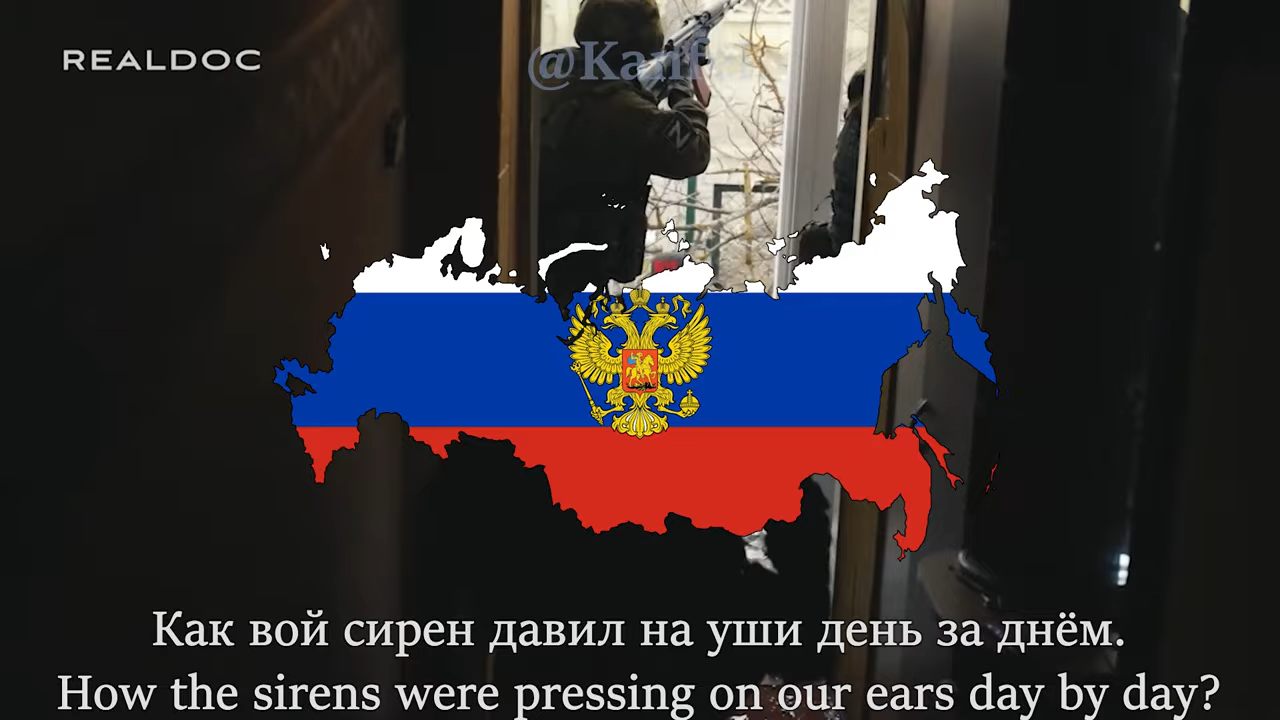 REALDOC
Как вой сирен давил на уши день за днём.
How the sirens were pressing on our ears day by day?